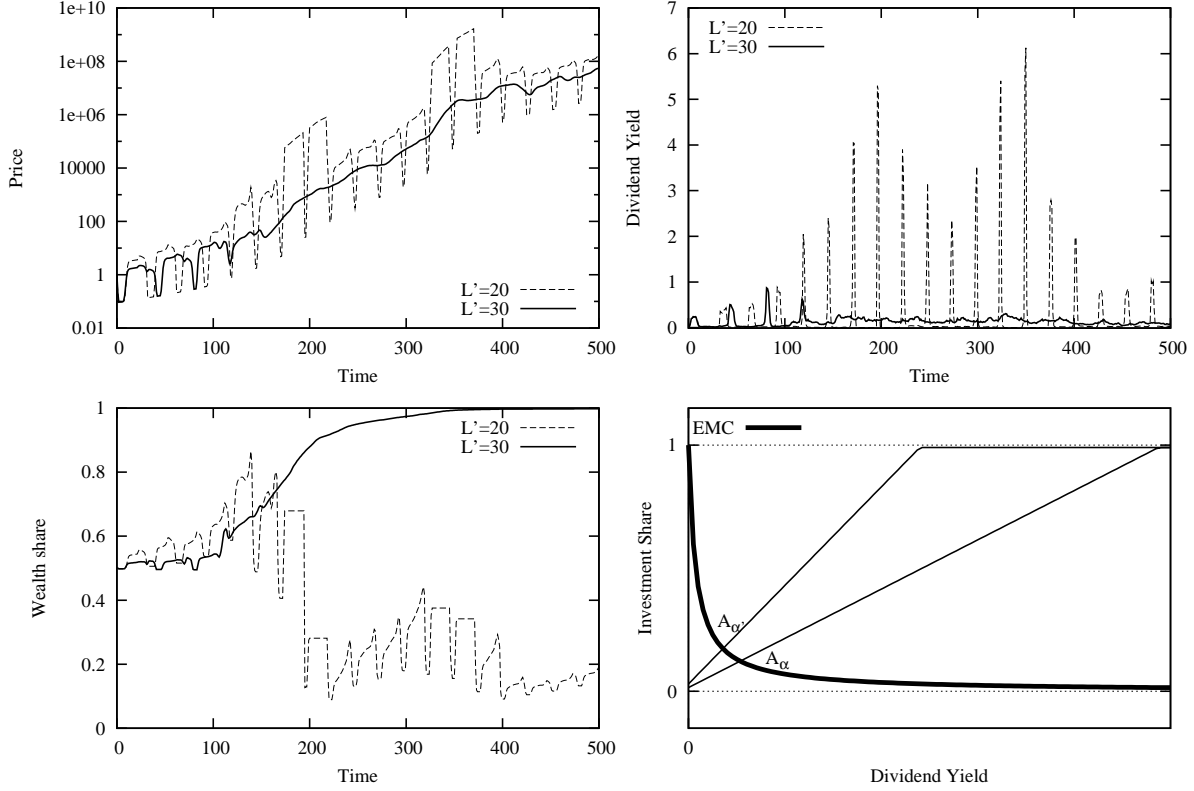 1e+10
1e+08
1e+06
10000
100
1
0.01
Price
0 100 200 300 400 500
Time
L'=20
L'=30
7
6
5
4
3
2
1
0
Dividend Yield
0 100 200 300 400 500
Time
L'=20
L'=30
1
0.8
0.6
0.4
0.2
0
Wealth share
0 100 200 300 400 500
Time
L'=20
L'=30
EMC
1
0
Investment Share
Aα'
Aα
0
Dividend Yield